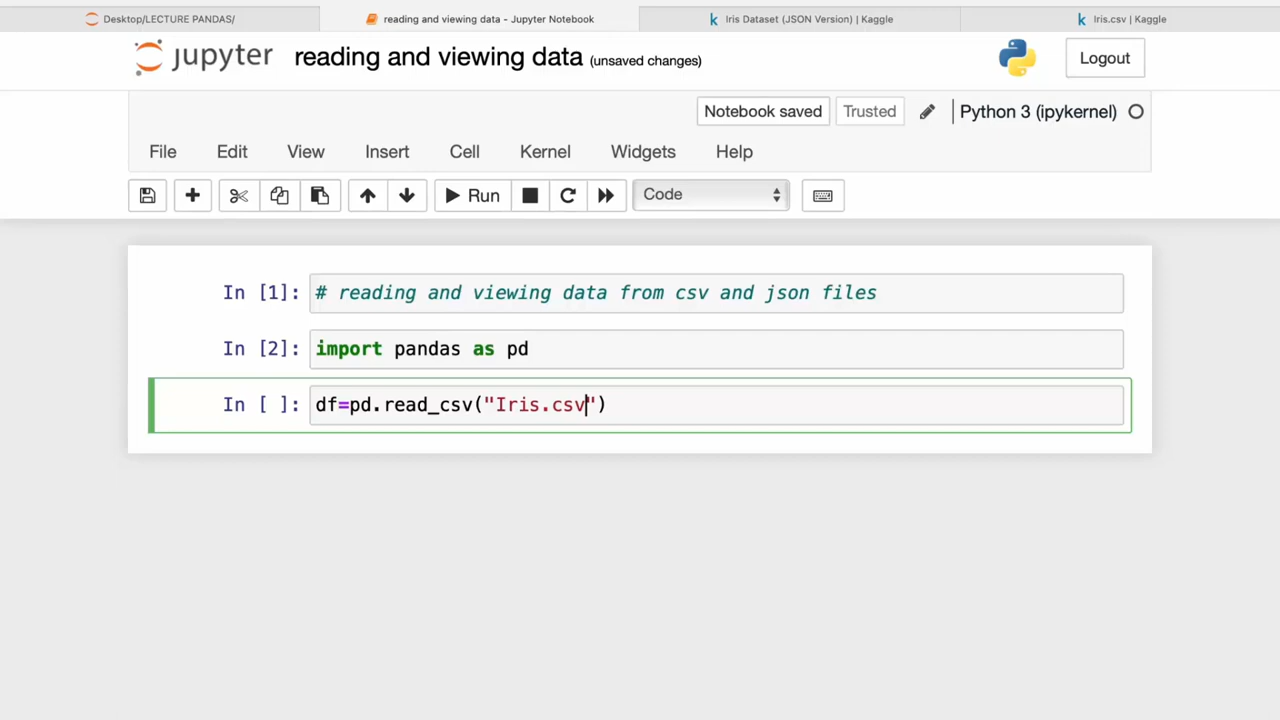 Desktop/LECTURE PANDAS/
reading and viewing data - Jupyter Notebook
Iris Dataset (JSON Version) | Kaggle
Iris.csv | Kaggle
jupyter reading and viewing data (unsaved changes)
Logout
Notebook saved Trusted Python 3 (ipykernel)
File Edit View Insert Cell Kernel Widgets Help
Run Code
In [1]: # reading and viewing data from csv and json files
In [2]: import pandas as pd
In [ ]: df=pd.read_csv("Iris.csv")